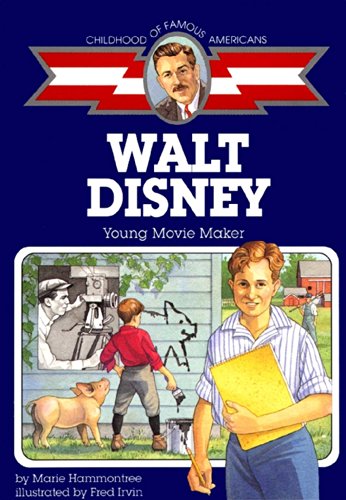 CHILDHOOD OF FAMOUS AMERICANS
WALT
DISNEY
Young Movie Maker
by Marie Hammontree
illustrated by Fred Irvin